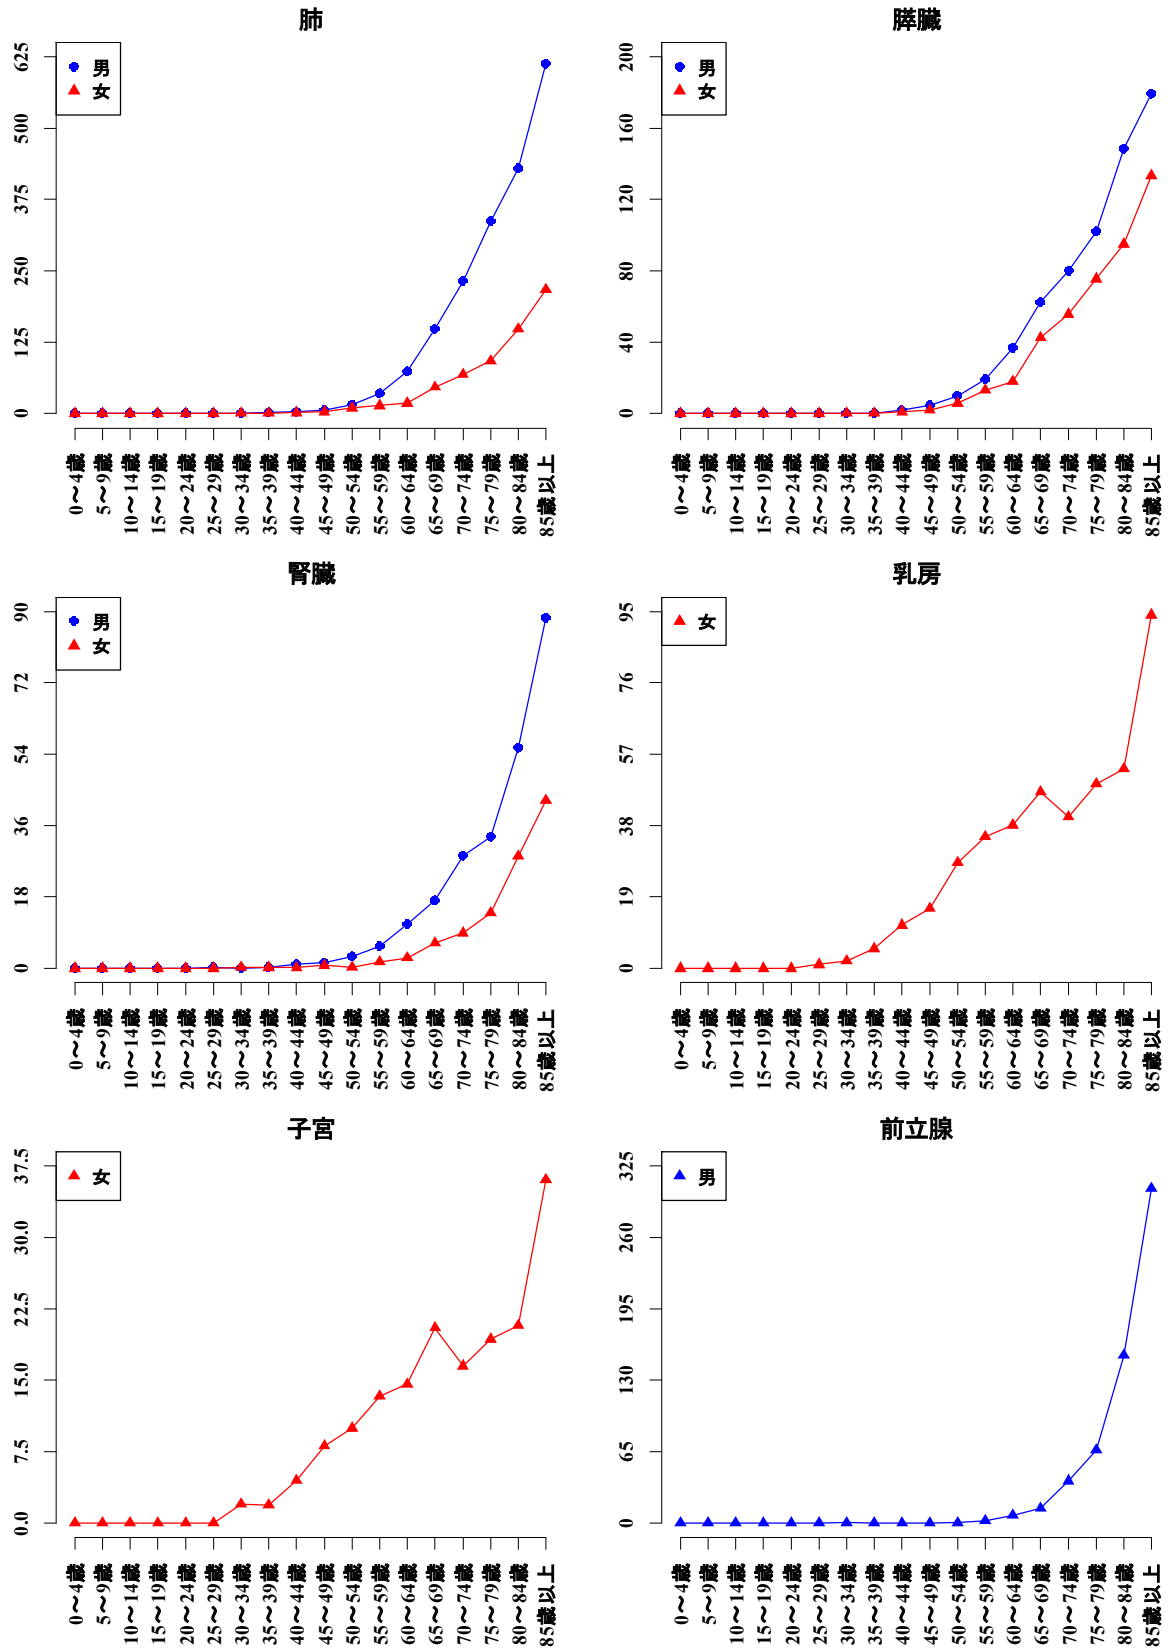 肺
男
女
625
500
375
250
125
0
0〜4歳
5〜9歳
10〜14歳
15〜19歳
20〜24歳
25〜29歳
30〜34歳
35〜39歳
40〜44歳
45〜49歳
50〜54歳
55〜59歳
60〜64歳
65〜69歳
70〜74歳
75〜79歳
80〜84歳
85歳以上
膵臓
男
女
200
160
120
80
40
0
0〜4歳
5〜9歳
10〜14歳
15〜19歳
20〜24歳
25〜29歳
30〜34歳
35〜39歳
40〜44歳
45〜49歳
50〜54歳
55〜59歳
60〜64歳
65〜69歳
70〜74歳
75〜79歳
80〜84歳
85歳以上
腎臓
男
女
90
72
54
36
18
0
0〜4歳
5〜9歳
10〜14歳
15〜19歳
20〜24歳
25〜29歳
30〜34歳
35〜39歳
40〜44歳
45〜49歳
50〜54歳
55〜59歳
60〜64歳
65〜69歳
70〜74歳
75〜79歳
80〜84歳
85歳以上
乳房
女
95
76
57
38
19
0
0〜4歳
5〜9歳
10〜14歳
15〜19歳
20〜24歳
25〜29歳
30〜34歳
35〜39歳
40〜44歳
45〜49歳
50〜54歳
55〜59歳
60〜64歳
65〜69歳
70〜74歳
75〜79歳
80〜84歳
85歳以上
子宮
女
37.5
30.0
22.5
15.0
7.5
0.0
0〜4歳
5〜9歳
10〜14歳
15〜19歳
20〜24歳
25〜29歳
30〜34歳
35〜39歳
40〜44歳
45〜49歳
50〜54歳
55〜59歳
60〜64歳
65〜69歳
70〜74歳
75〜79歳
80〜84歳
85歳以上
前立腺
男
325
260
195
130
65
0
0〜4歳
5〜9歳
10〜14歳
15〜19歳
20〜24歳
25〜29歳
30〜34歳
35〜39歳
40〜44歳
45〜49歳
50〜54歳
55〜59歳
60〜64歳
65〜69歳
70〜74歳
75〜79歳
80〜84歳
85歳以上